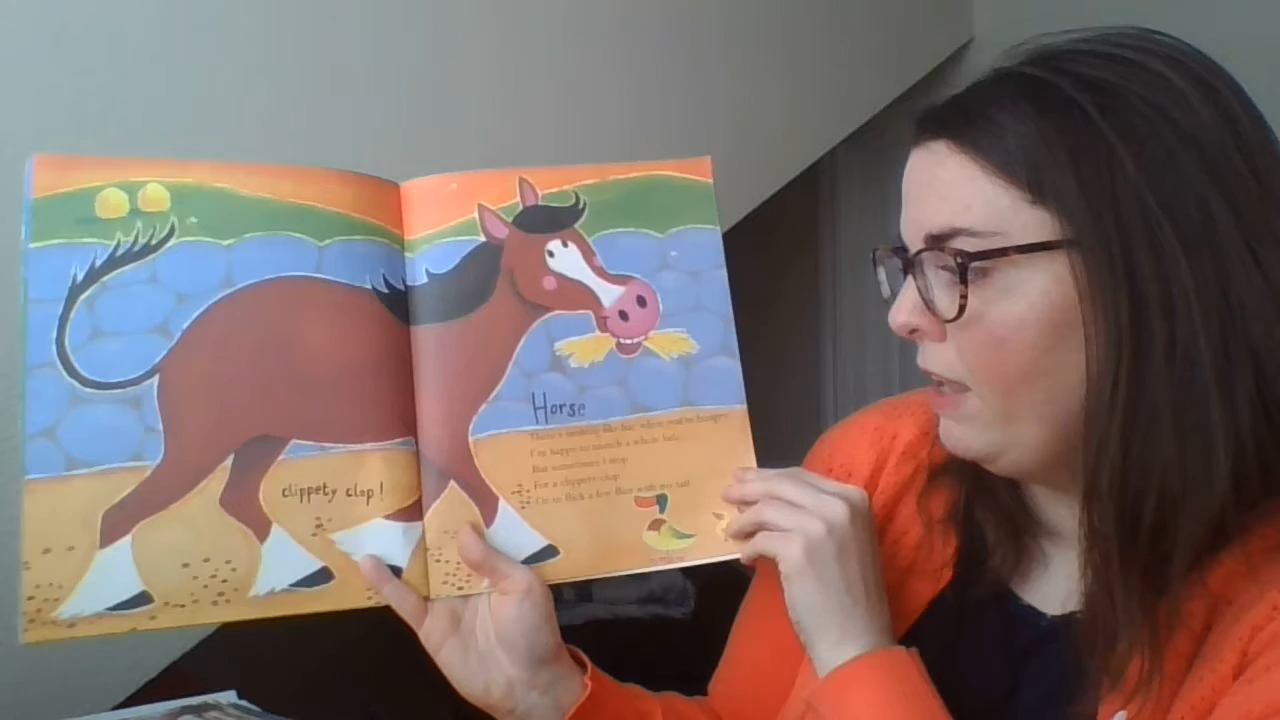 clippety clop!
Horse
There's nothing like hay when you're hungry
I'm happy to munch a whole bale
But sometimes I stop
For a clippety clop
Or to flick a few flies with my tail